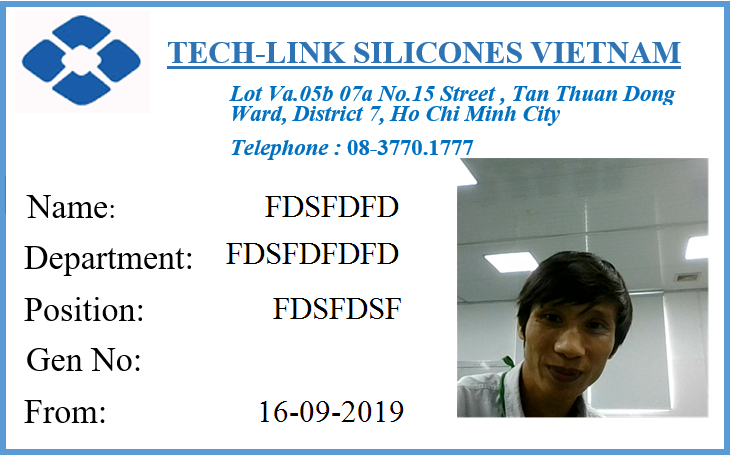 TECH-LINK SILICONES VIETNAM
Lot Va.05b 07a No.15 Street , Tan Thuan Dong
Ward, District 7, Ho Chi Minh City
Telephone : 08-3770.1777
Name: FDSFDFD
Department: FDSFDFDFD
Position: FDSFDSF
Gen No:
From: 16-09-2019